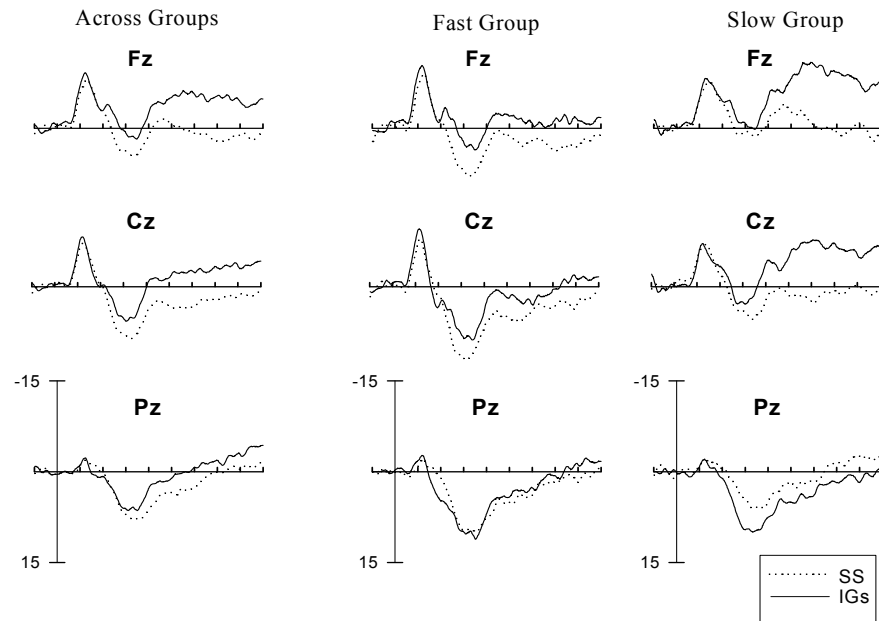 Across Groups Fast Group Slow Group
Fz Fz Fz
Cz Cz Cz
-15 -15 -15
Pz Pz Pz
15 15 15
SS
IGs